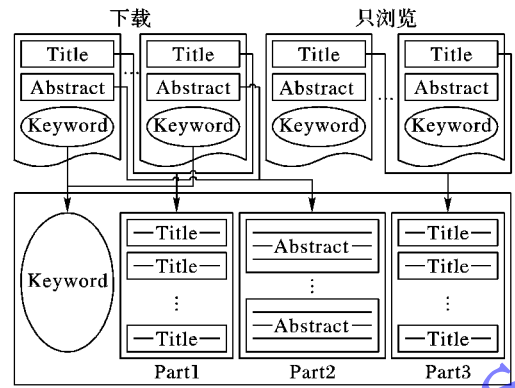 下载 只浏览
Title Title Title Title
Abstract Abstract Abstract Abstract
Keyword Keyword Keyword Keyword
… …
Keyword
Title
Title
⋮
Title
Part1
Abstract
⋮
Abstract
Part2
Title
Title
⋮
Title
Part3